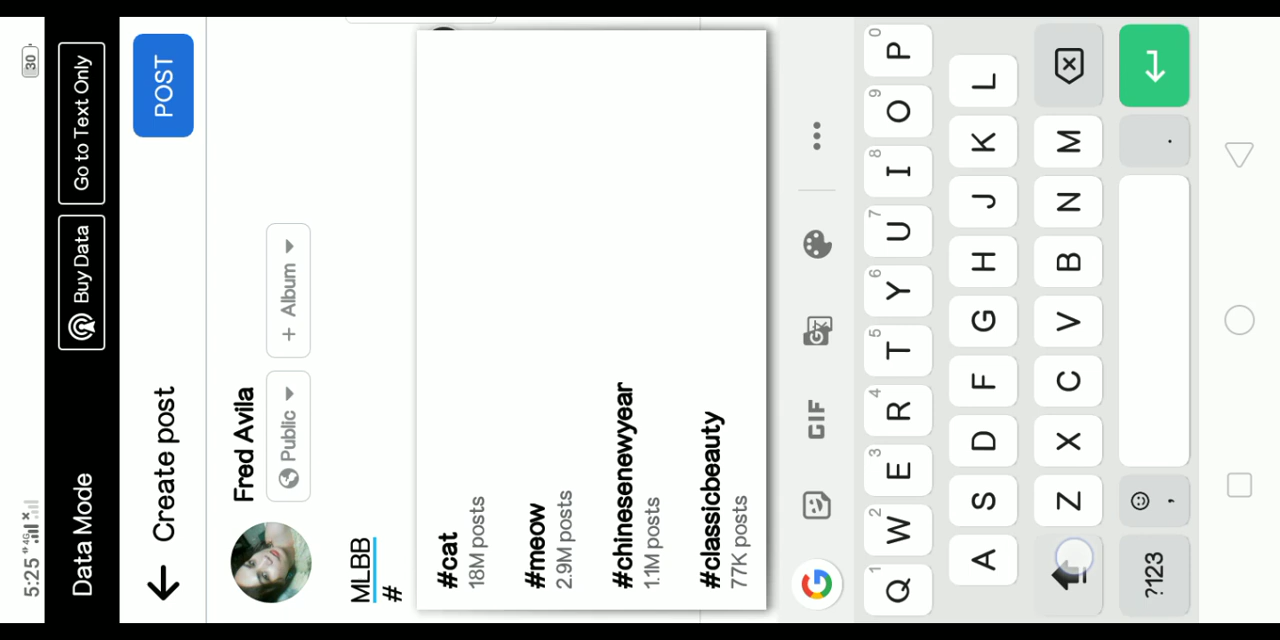 5:25 4G 30
Data Mode Buy Data Go to Text Only
Create post POST
Fred Avila
Public + Album
MLBB
#
#cat
18M posts
#meow
2.9M posts
#chinesenewyear
1.1M posts
#classicbeauty
77K posts
G GIF G
Q 1 W 2 E 3 R 4 T 5 Y 6 U 7 I 8 O 9 P 0
A S D F G H J K L
Z X C V B N M
?123 , .